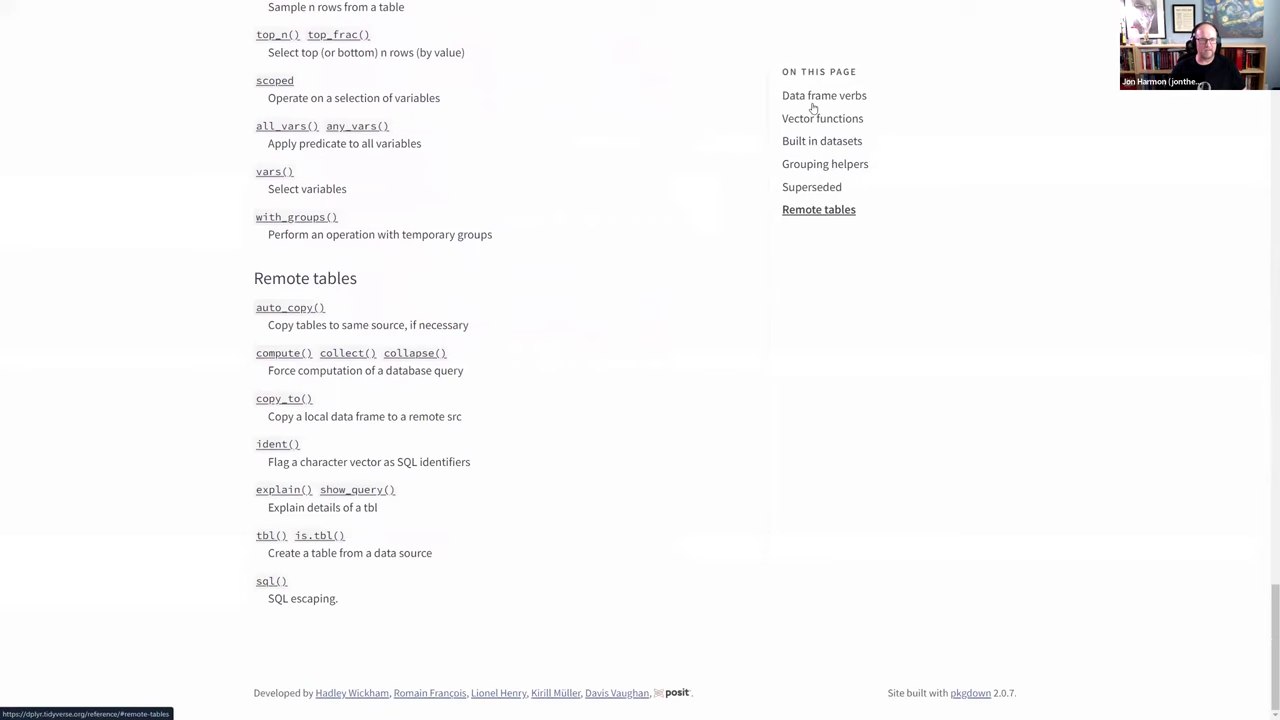 Sample n rows from a table
top_n() top_frac()
Select top (or bottom) n rows (by value)
scoped
Operate on a selection of variables
all_vars() any_vars()
Apply predicate to all variables
vars()
Select variables
with_groups()
Perform an operation with temporary groups
Remote tables
auto_copy()
Copy tables to same source, if necessary
compute() collect() collapse()
Force computation of a database query
copy_to()
Copy a local data frame to a remote src
ident()
Flag a character vector as SQL identifiers
explain() show_query()
Explain details of a tbl
tbl() is.tbl()
Create a table from a data source
sql()
SQL escaping.
ON THIS PAGE
Data frame verbs
Vector functions
Built in datasets
Grouping helpers
Superseded
Remote tables
Jon Harmon (jonthe...
Developed by Hadley Wickham, Romain François, Lionel Henry, Kirill Müller, Davis Vaughan, posit.
Site built with pkgdown 2.0.7.
https://dplyr.tidyverse.org/reference/#remote-tables